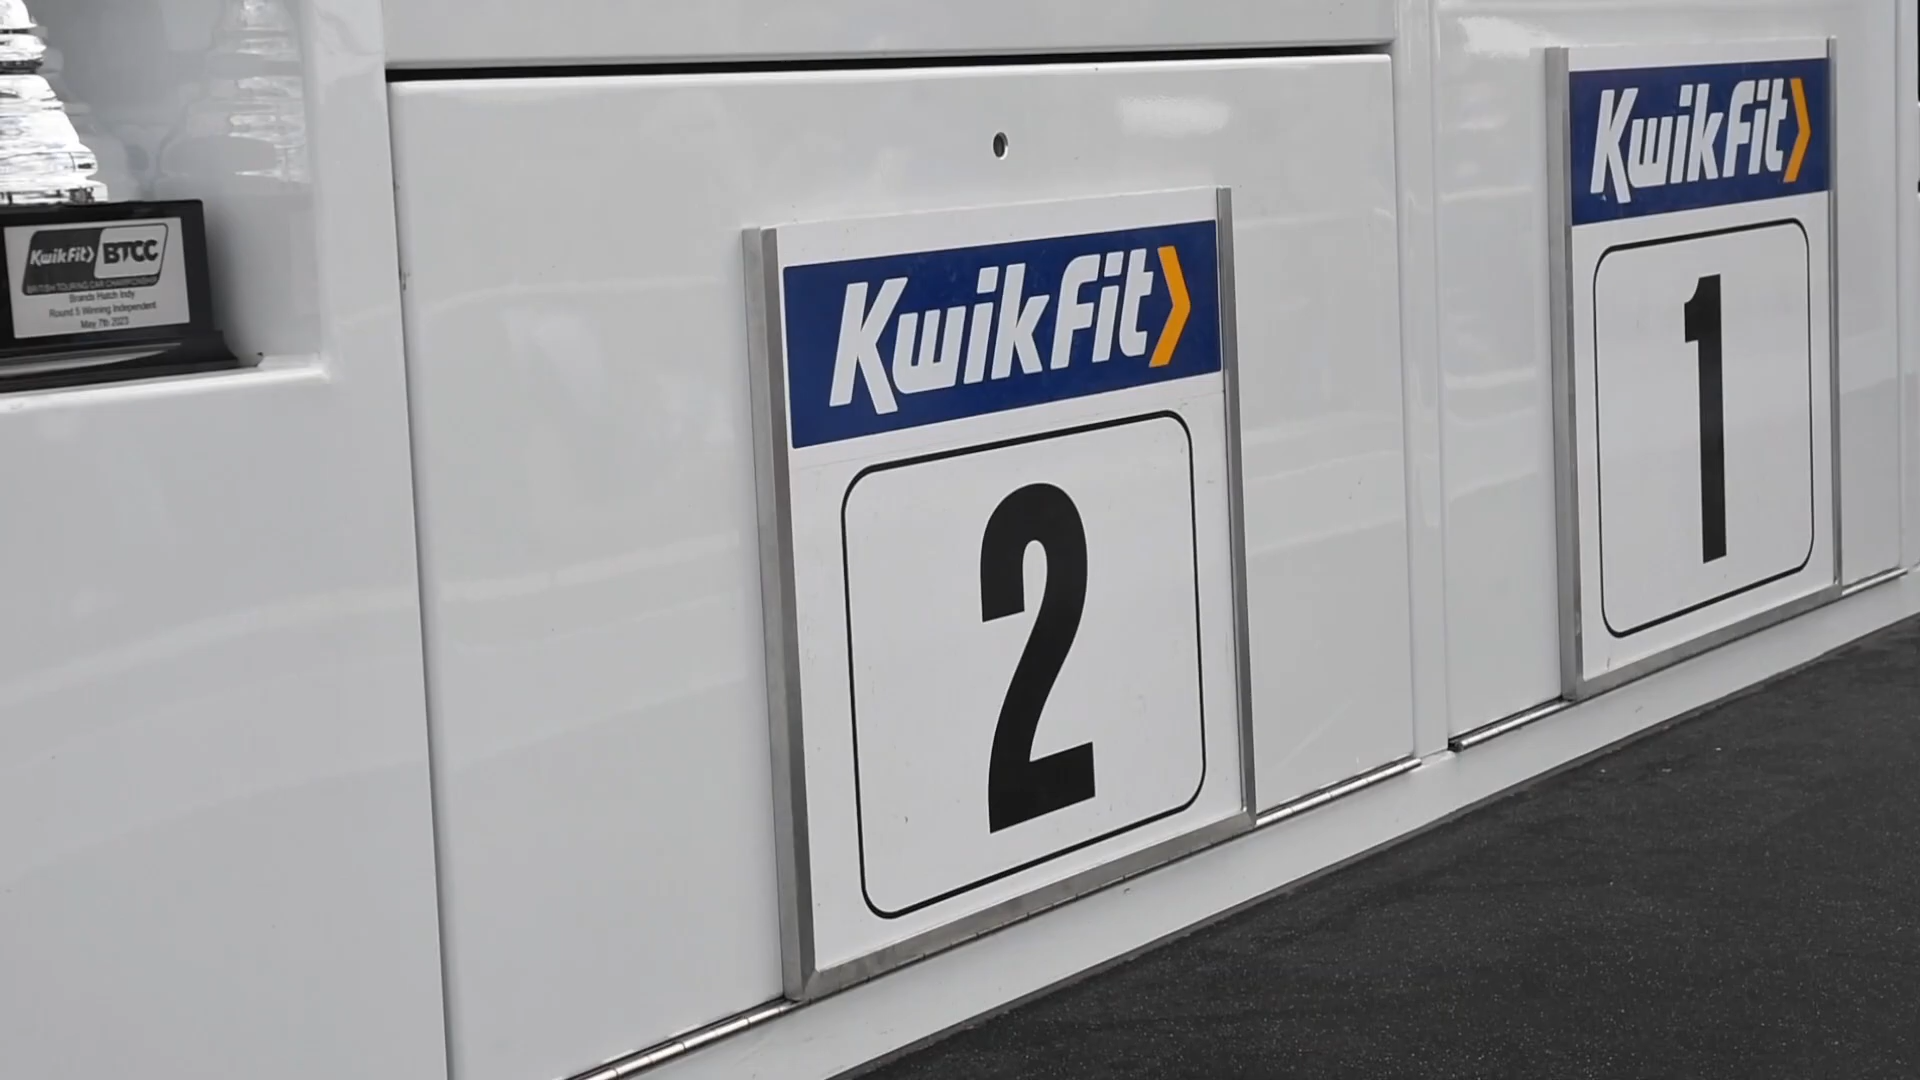 KwikFit
BTCC
BRITISH TOURING CAR CHAMPIONSHIP
Brands Hatch Indy
Round 5 Winning Independent
May 7th 2023
KwikFit
2
KwikFit
1